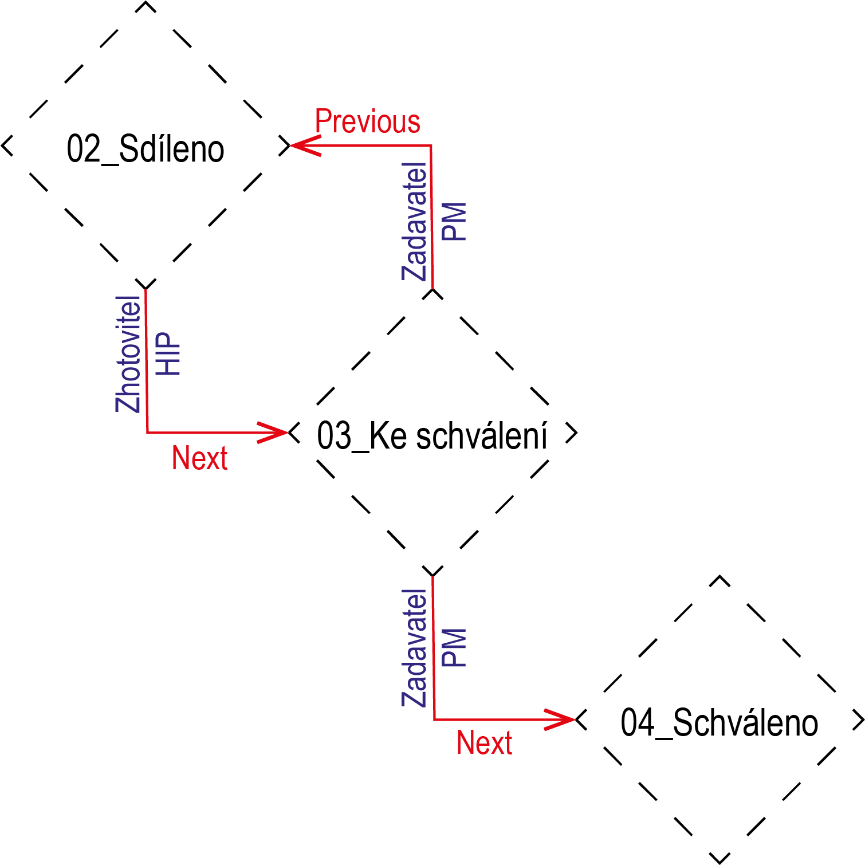 Previous
02_Sdíleno
Zadavatel
PM
Zhotovitel
HIP
03_Ke schválení
Next
Zadavatel
PM
04_Schváleno
Next